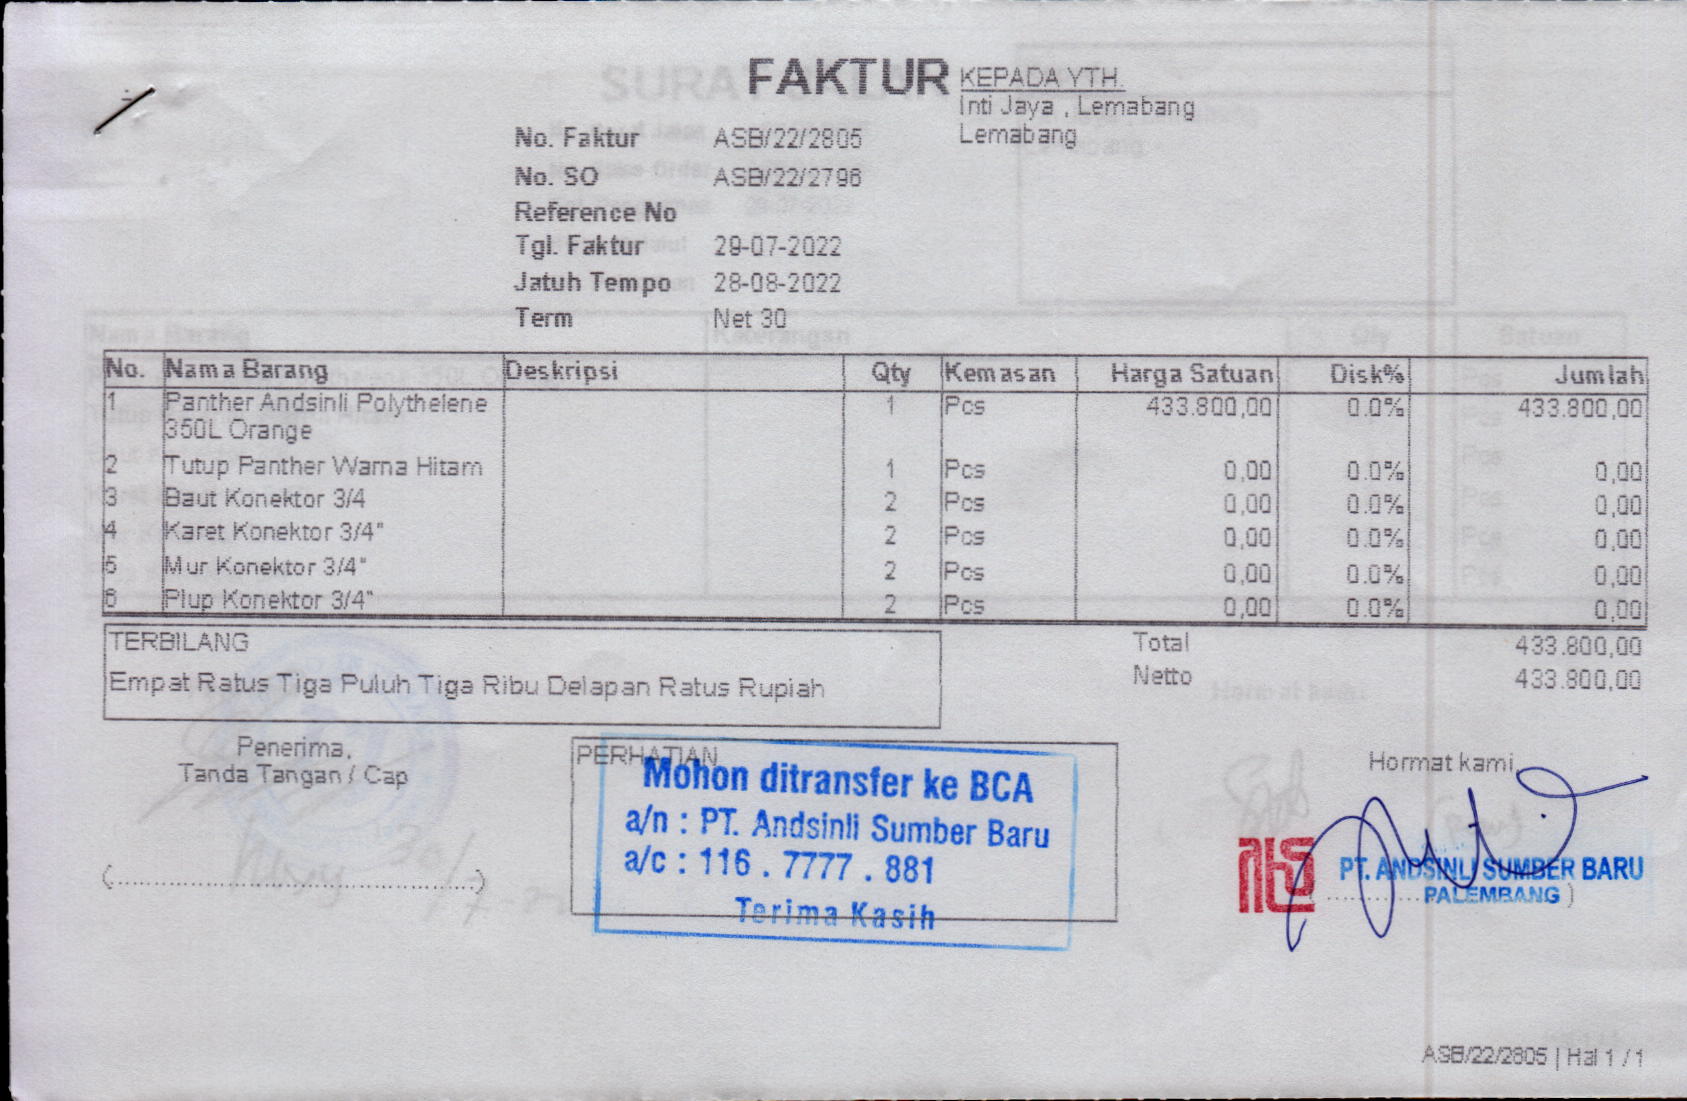 FAKTUR
KEPADA YTH.
Inti Jaya , Lemabang
Lemabang
No. Faktur ASB/22/2805
No. SO ASB/22/2796
Reference No
Tgl. Faktur 29-07-2022
Jatuh Tempo 28-08-2022
Term Net 30
No. Nama Barang Deskripsi Qty Kemasan Harga Satuan Disk% Jumlah
1 Panther Andsinli Polythelene 1 Pcs 433.800,00 0.0% 433.800,00
350L Orange
2 Tutup Panther Warna Hitam 1 Pcs 0,00 0.0% 0,00
3 Baut Konektor 3/4 2 Pcs 0,00 0.0% 0,00
4 Karet Konektor 3/4" 2 Pcs 0,00 0.0% 0,00
5 Mur Konektor 3/4" 2 Pcs 0,00 0.0% 0,00
6 Plup Konektor 3/4" 2 Pcs 0,00 0.0% 0,00
TERBILANG
Empat Ratus Tiga Puluh Tiga Ribu Delapan Ratus Rupiah
Total 433.800,00
Netto 433.800,00
Penerima,
Tanda Tangan / Cap
PERHATIAN
Mohon ditransfer ke BCA
a/n : PT. Andsinli Sumber Baru
a/c : 116 . 7777 . 881
Terima Kasih
Hormat kami,
PT. ANDSINLI SUMBER BARU
PALEMBANG
ASB/22/2805 | Hal 1 / 1